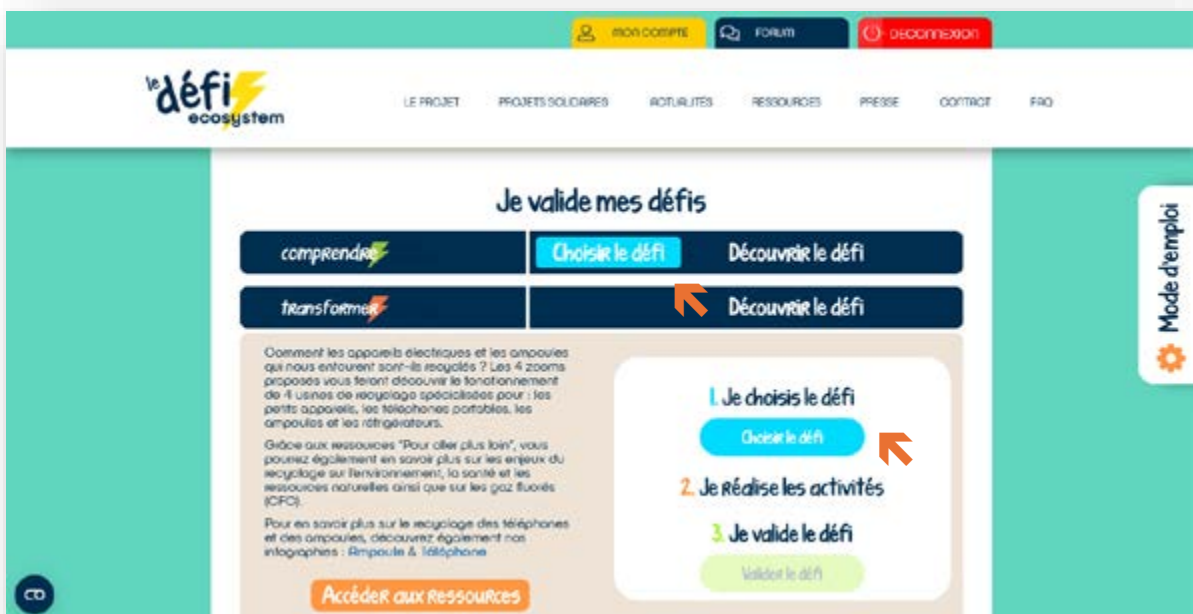 MON COMPTE
FORUM
DECONNEXION
le défi
ecosystem
LE PROJET
PROJETS SOLIDAIRES
ACTUALITÉS
RESSOURCES
PRESSE
CONTACT
FAQ
Je valide mes défis
comprendre
Choisir le défi
Découvrir le défi
transformer
Découvrir le défi
Comment les appareils électriques et les ampoules
qui nous entourent sont-ils recyclés ? Les 4 zooms
proposés vous feront découvrir le fonctionnement
de 4 usines de recyclage spécialisées pour : les
petits appareils, les téléphones portables, les
ampoules et les réfrigérateurs.
Grâce aux ressources "Pour aller plus loin", vous
pourrez également en savoir plus sur les enjeux du
recyclage sur l'environnement, la santé et les
ressources naturelles ainsi que sur les gaz fluorés
(CFC).
Pour en savoir plus sur le recyclage des téléphones
et des ampoules, découvrez également nos
infographies : Ampoule & Téléphone
Accéder aux ressources
1. Je choisis le défi
Choisir le défi
2. Je réalise les activités
3. Je valide le défi
Valider le défi
Mode d'emploi